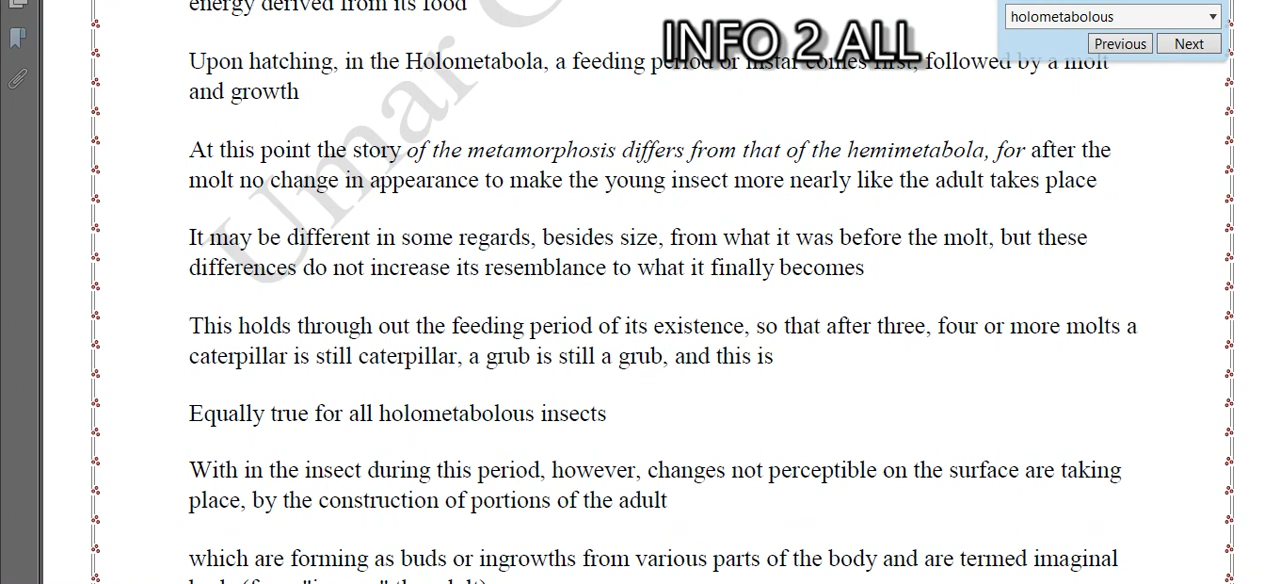 energy derived from its food
INFO 2 ALL
holometabolous
Previous Next
Upon hatching, in the Holometabola, a feeding period or instar comes first, followed by a molt
and growth
At this point the story of the metamorphosis differs from that of the hemimetabola, for after the
molt no change in appearance to make the young insect more nearly like the adult takes place
It may be different in some regards, besides size, from what it was before the molt, but these
differences do not increase its resemblance to what it finally becomes
This holds through out the feeding period of its existence, so that after three, four or more molts a
caterpillar is still caterpillar, a grub is still a grub, and this is
Equally true for all holometabolous insects
With in the insect during this period, however, changes not perceptible on the surface are taking
place, by the construction of portions of the adult
which are forming as buds or ingrowths from various parts of the body and are termed imaginal
Umar